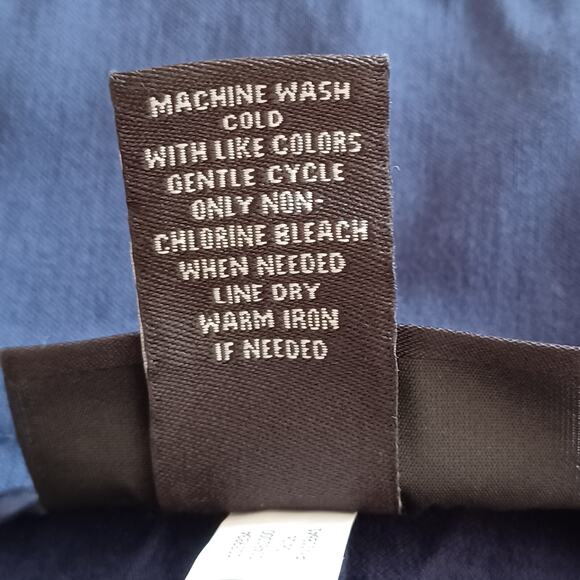 MACHINE WASH
COLD
WITH LIKE COLORS
GENTLE CYCLE
ONLY NON-
CHLORINE BLEACH
WHEN NEEDED
LINE DRY
WARM IRON
IF NEEDED